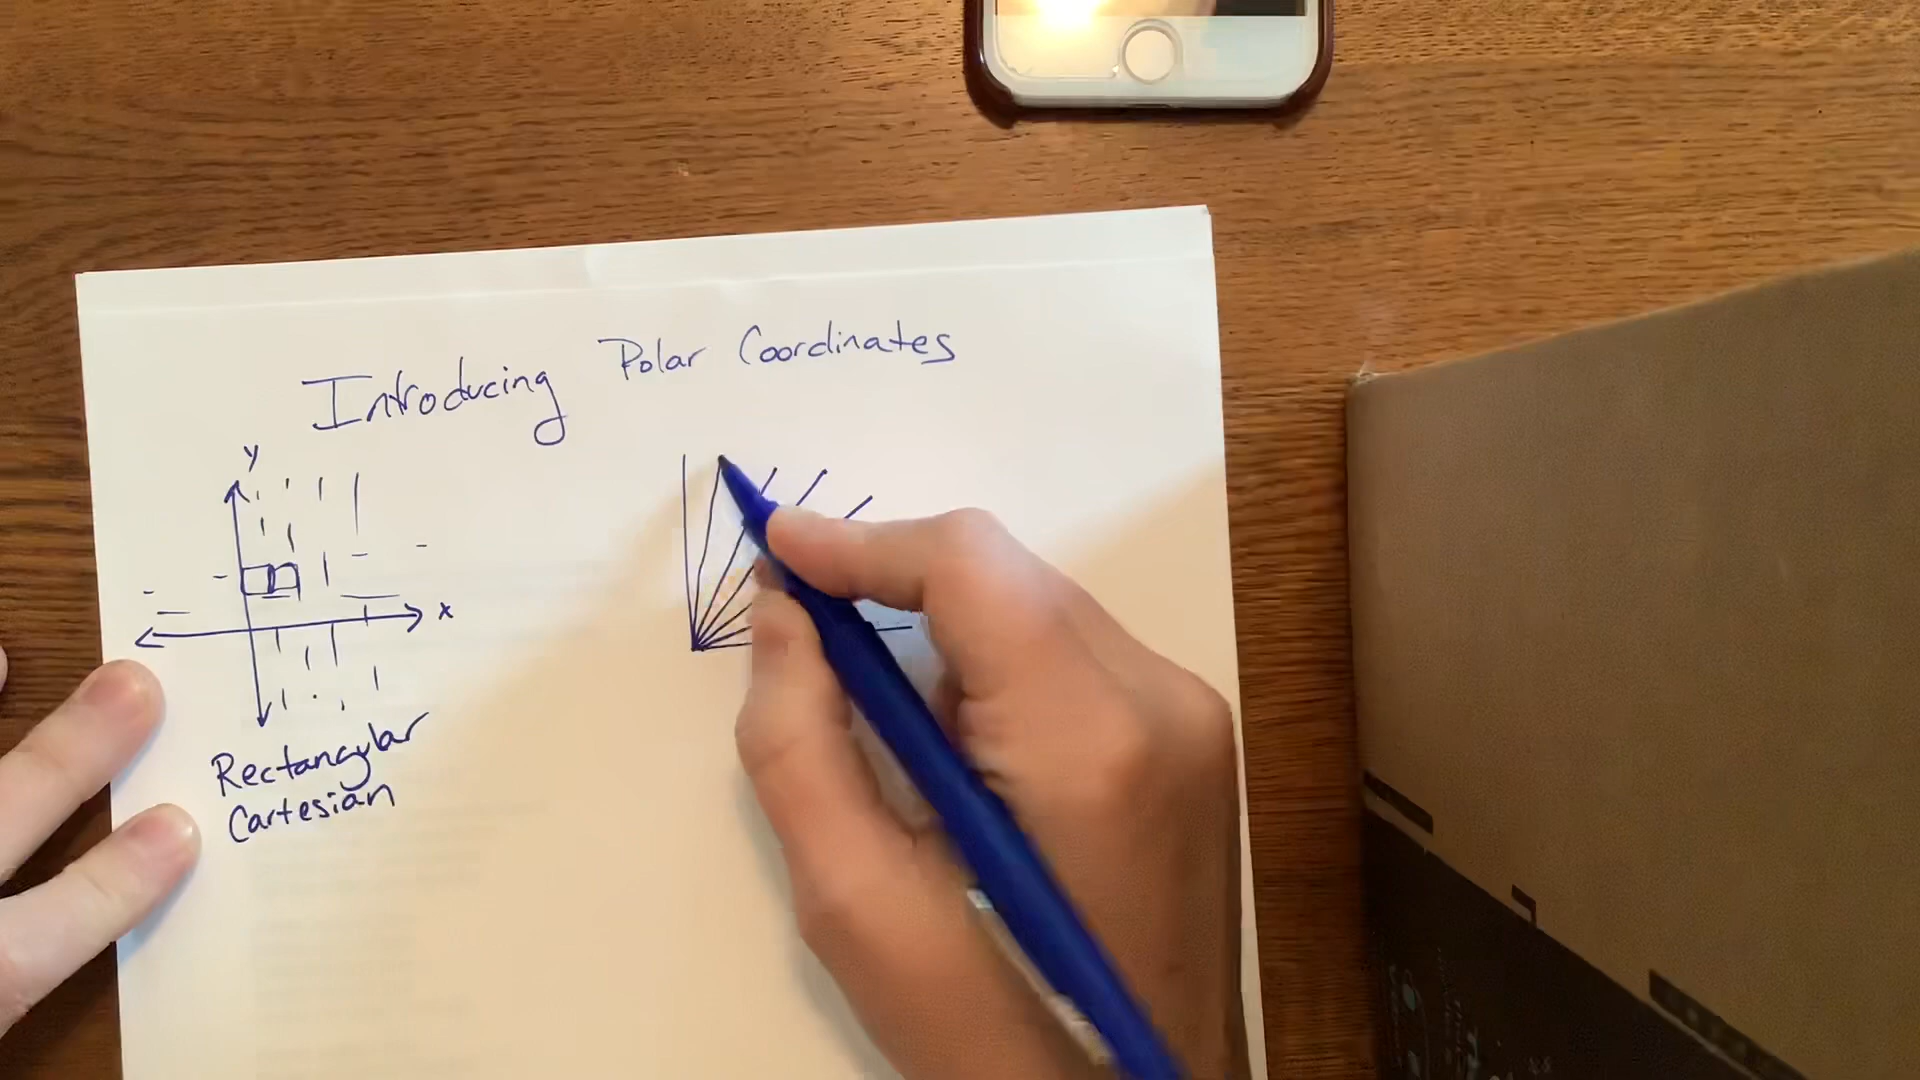 Introducing Polar Coordinates
y
x
Rectangular
Cartesian